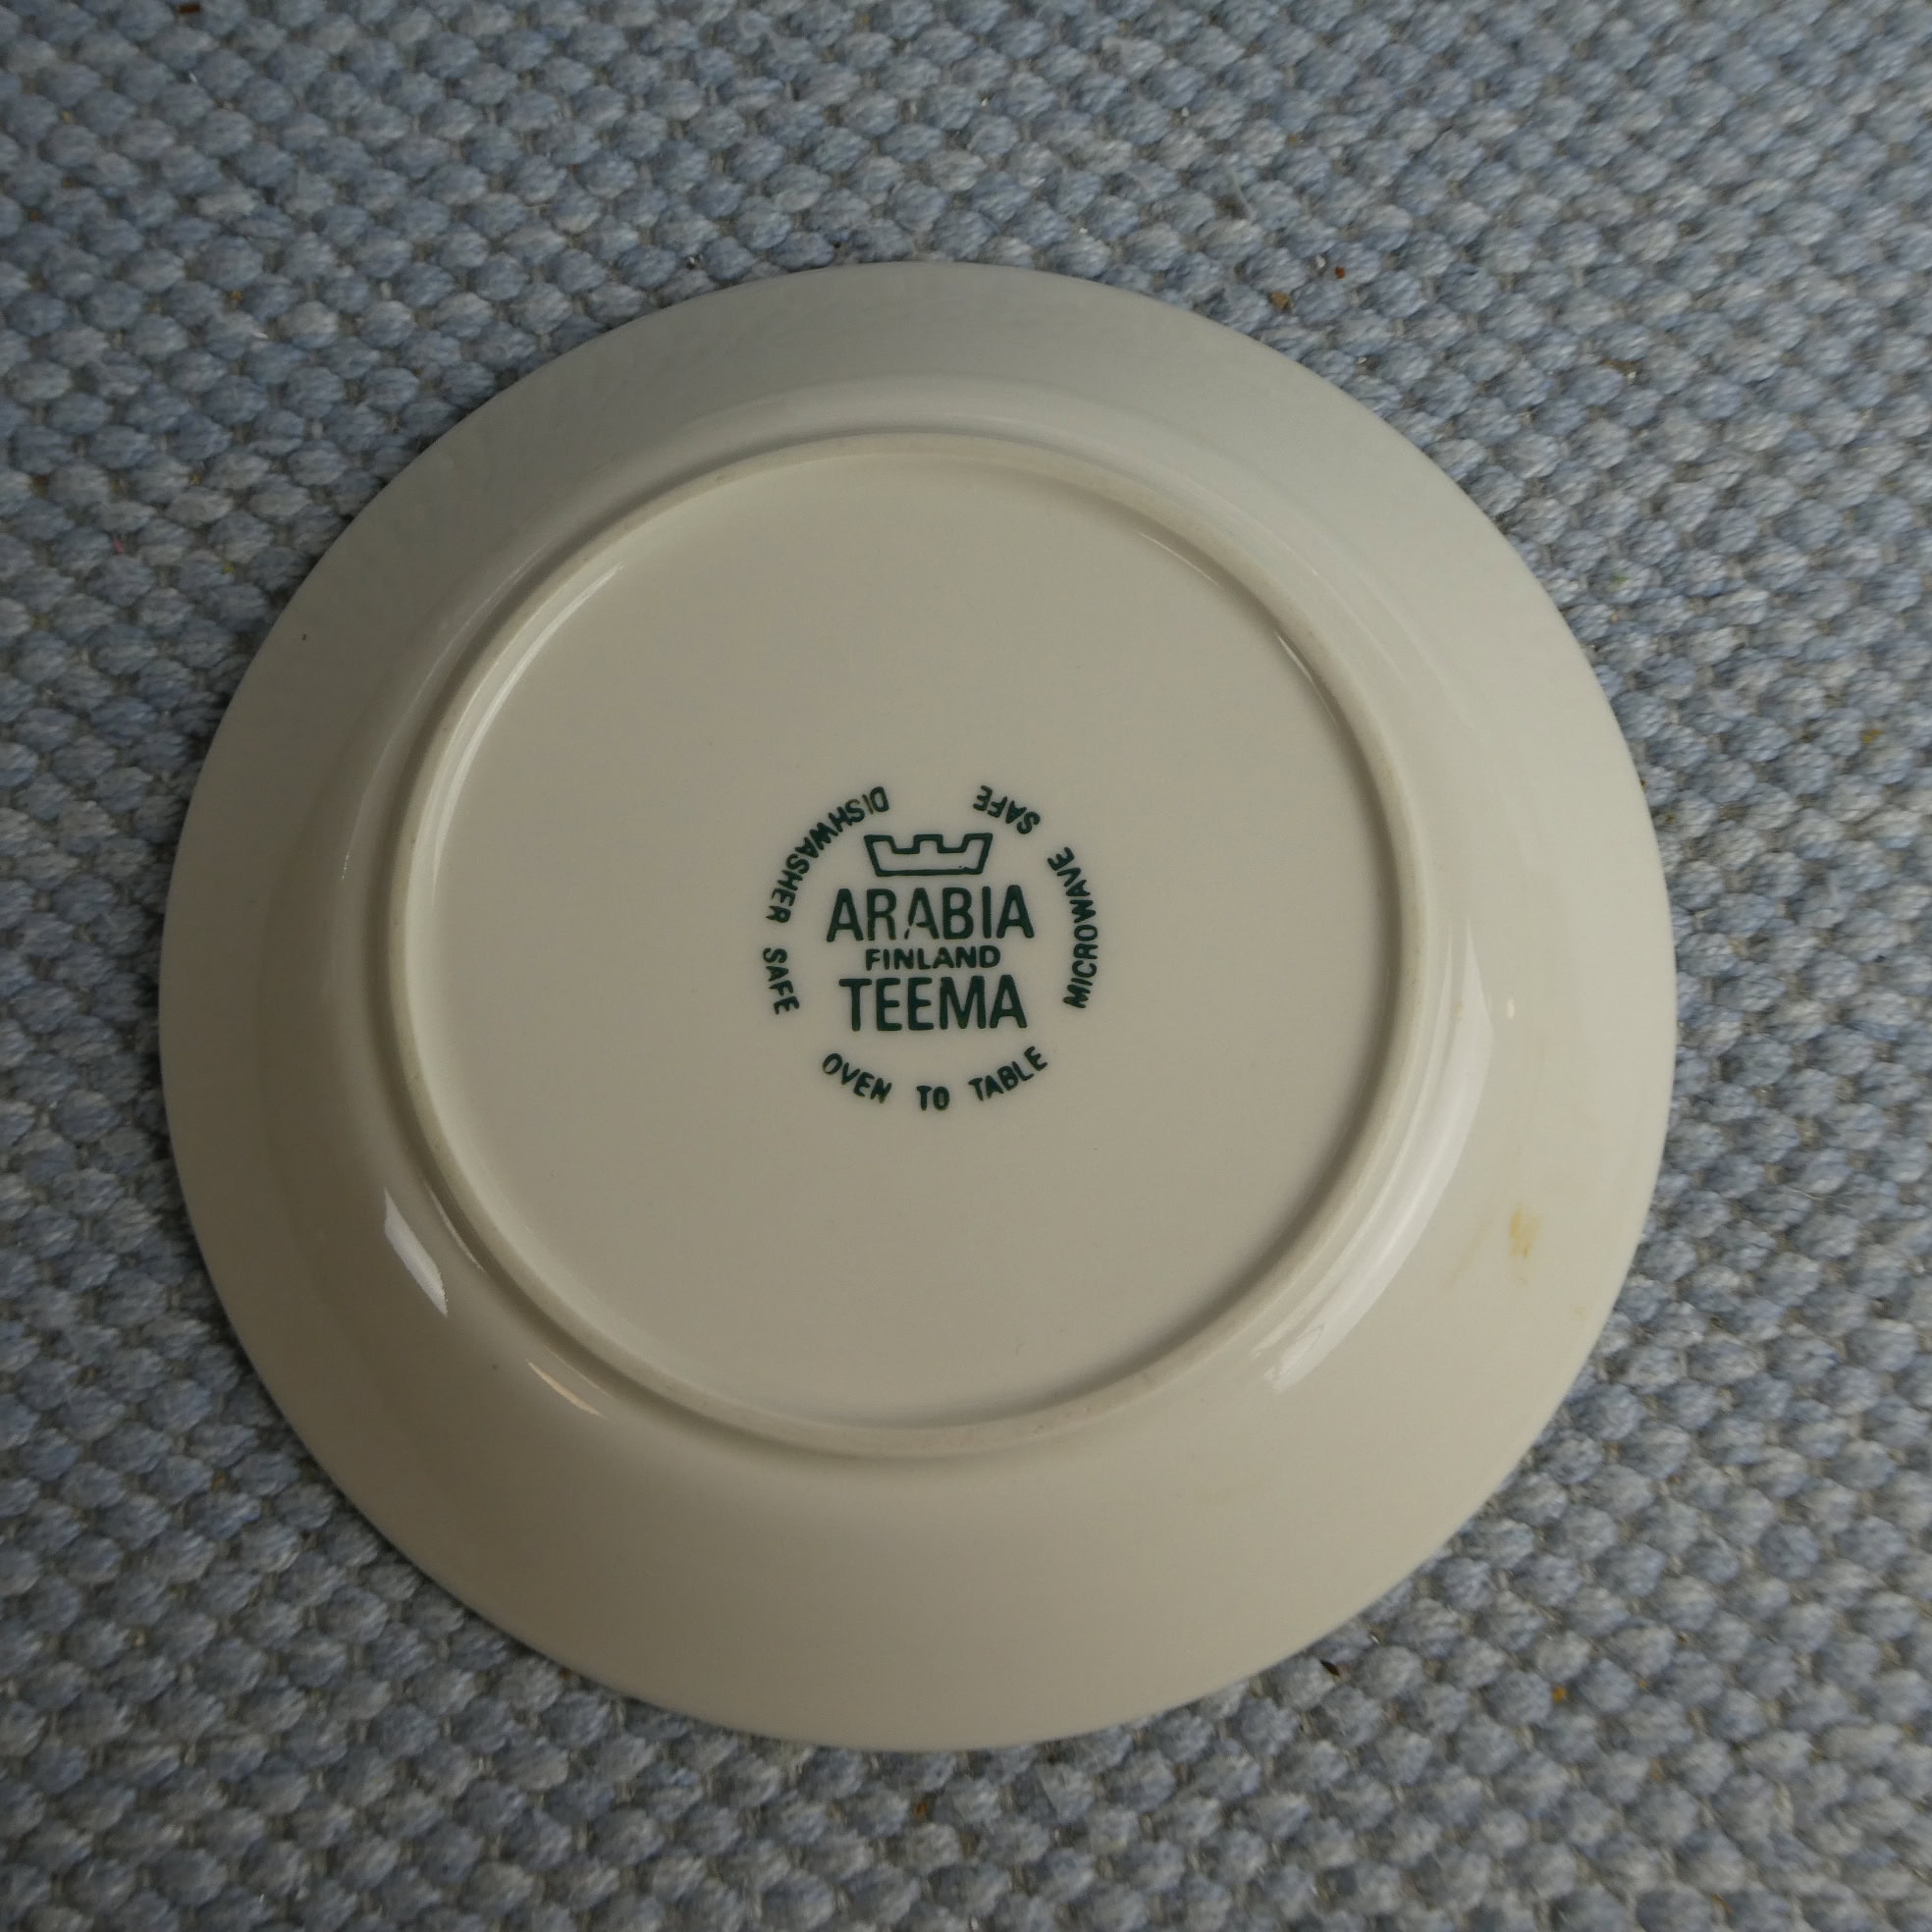 ARABIA
FINLAND
TEEMA
OVEN TO TABLE
DISHWASHER SAFE
MICROWAVE SAFE